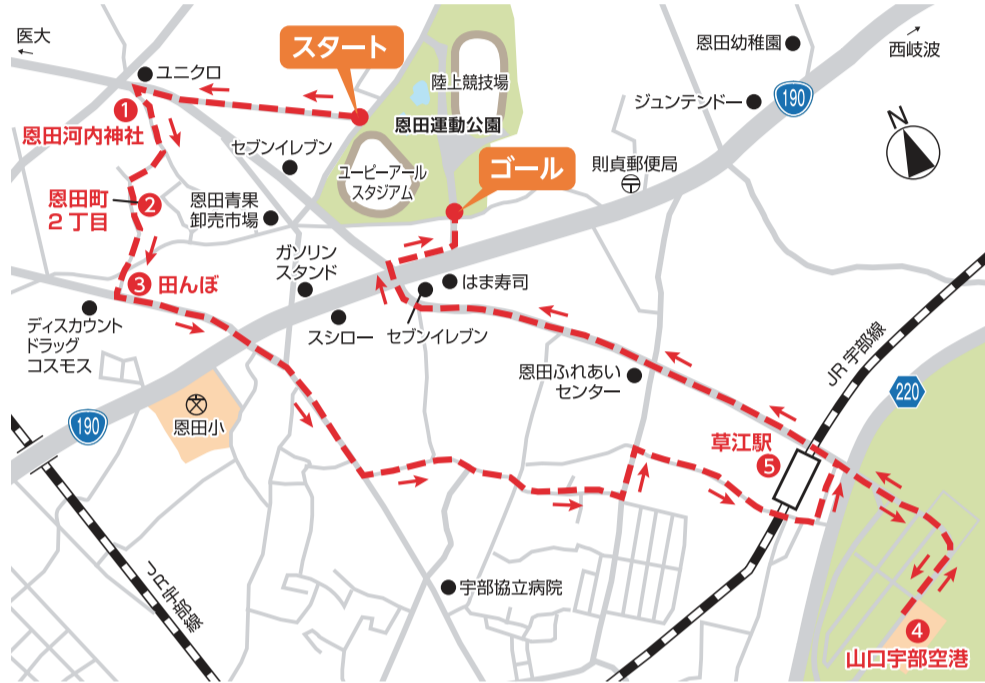 医大
ユニクロ
スタート
陸上競技場
恩田運動公園
恩田幼稚園
西岐波
ジュンテンドー
190
N
1
恩田河内神社
セブンイレブン
ユーピーアール
スタジアム
ゴール
則貞郵便局
恩田町
2丁目
2
恩田青果
卸売市場
ガソリン
スタンド
3 田んぼ
はま寿司
ディスカウント
ドラッグ
コスモス
スシロー
セブンイレブン
恩田ふれあい
センター
JR宇部線
220
190
文
恩田小
草江駅
5
JR宇部線
宇部協立病院
4
山口宇部空港